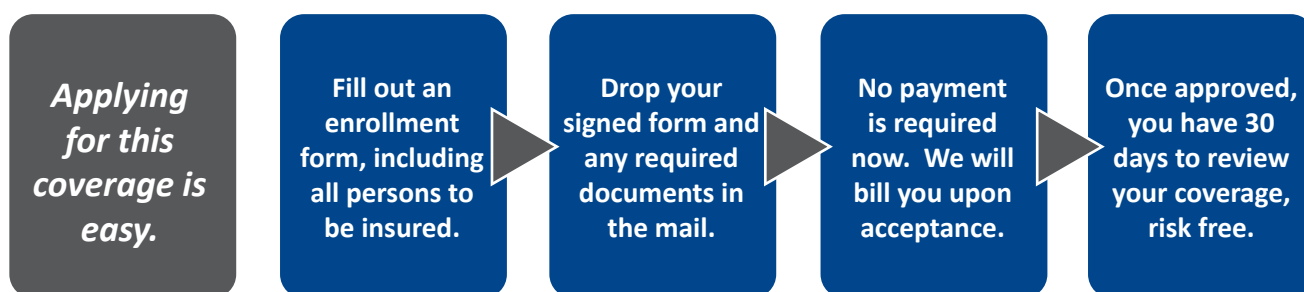 Applying
for this
coverage is
easy.
Fill out an
enrollment
form, including
all persons to
be insured.
Drop your
signed form and
any required
documents in
the mail.
No payment
is required
now.  We will
bill you upon
acceptance.
Once approved,
you have 30
days to review
your coverage,
risk free.